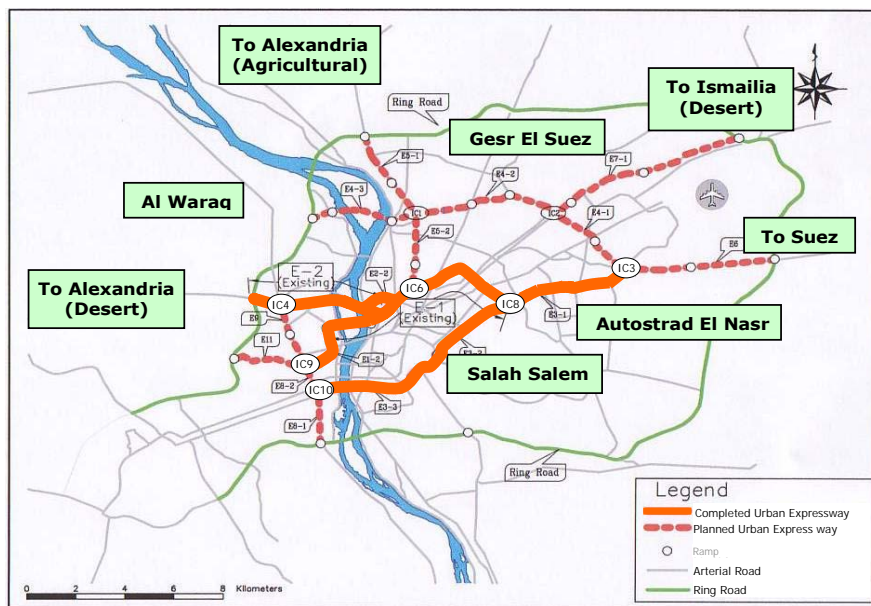 To Alexandria
(Agricultural)
To Ismailia
(Desert)
Ring Road
Gesr El Suez
E5-1
E7-1
E4-2
Al Waraq
E4-3
IC1
IC2
E4-1
E5-2
E6
To Suez
To Alexandria
(Desert)
E-2
(Existing)
E2-2
IC6
IC3
IC4
E-1
(Existing)
IC8
E3-1
Autostrad El Nasr
E9
E11
IC9
E1-2
Salah Salem
E8-2
IC10
E3-3
E8-1
Ring Road
Legend
Completed Urban Expressway
Planned Urban Express way
Ramp
Arterial Road
Ring Road
0 2 4 6 8 Kilometers